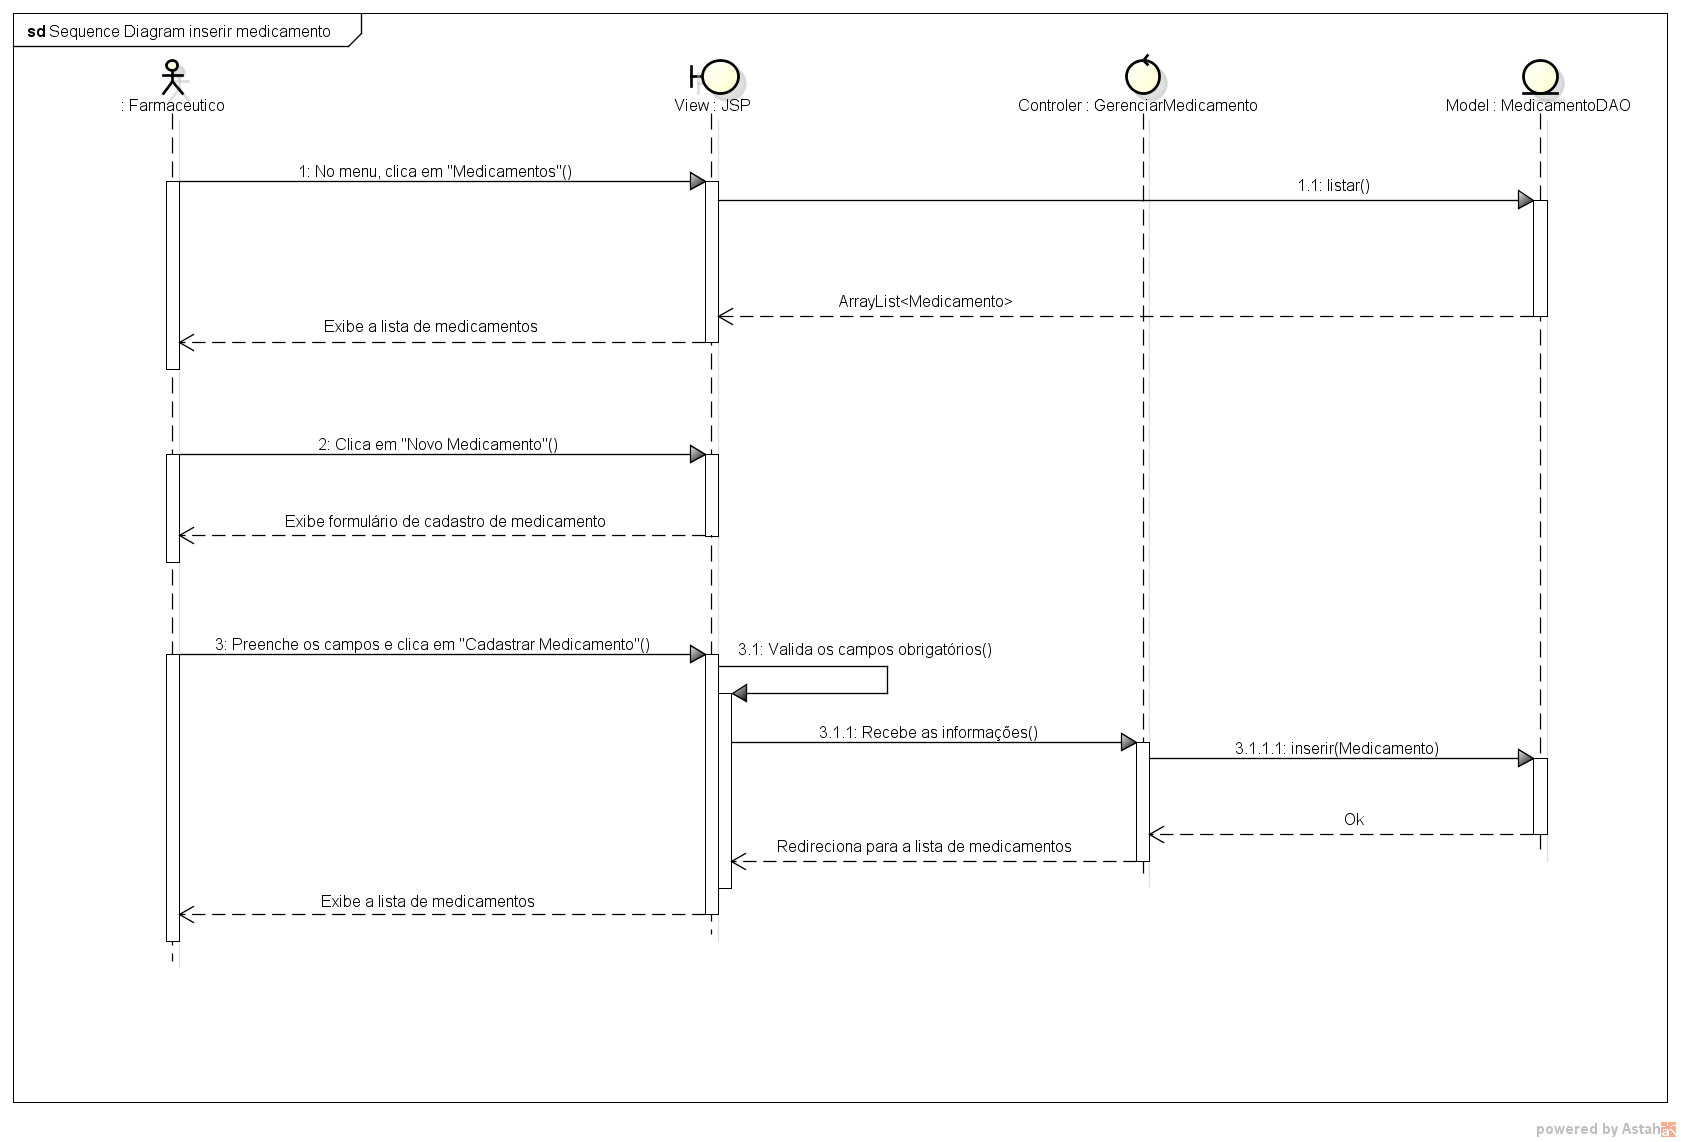 sd Sequence Diagram inserir medicamento
: Farmaceutico
View : JSP
Controler : GerenciarMedicamento
Model : MedicamentoDAO
1: No menu, clica em "Medicamentos"()
1.1: listar()
ArrayList<Medicamento>
Exibe a lista de medicamentos
2: Clica em "Novo Medicamento"()
Exibe formulário de cadastro de medicamento
3: Preenche os campos e clica em "Cadastrar Medicamento"()
3.1: Valida os campos obrigatórios()
3.1.1: Recebe as informações()
3.1.1.1: inserir(Medicamento)
Ok
Redireciona para a lista de medicamentos
Exibe a lista de medicamentos
powered by Astah